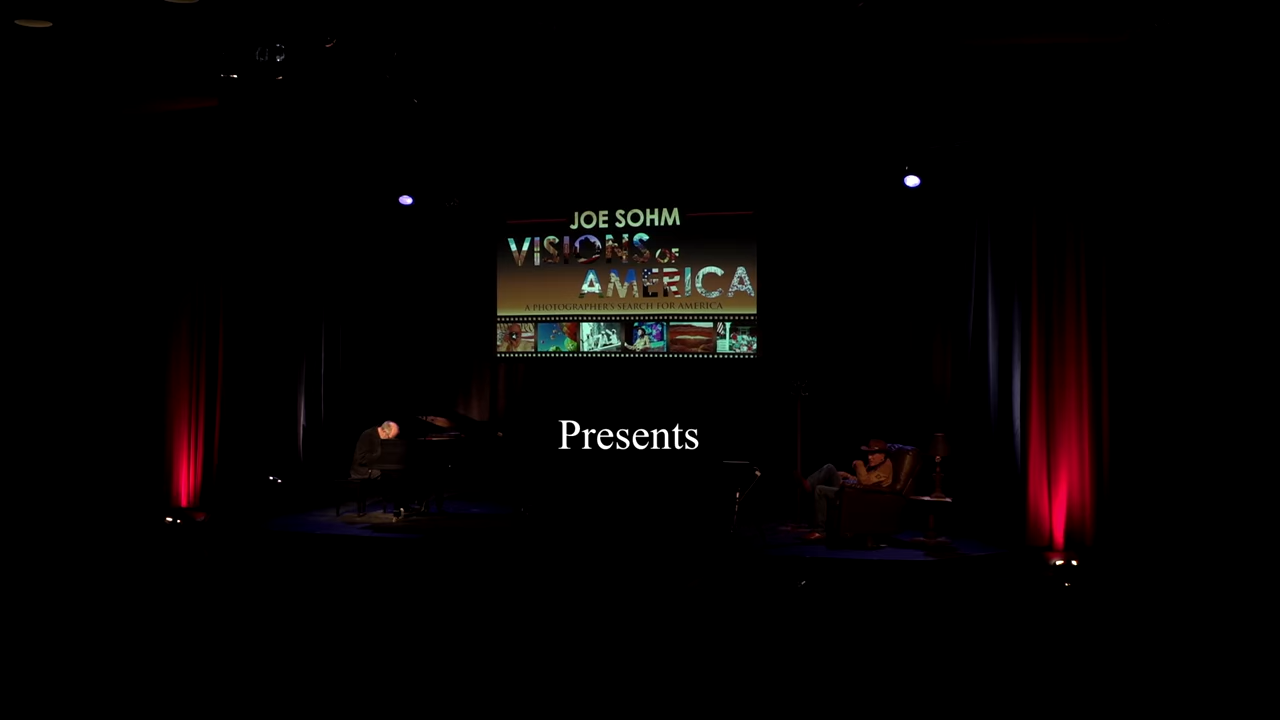 JOE SOHM
VISIONS OF
AMERICA
A PHOTOGRAPHER'S SEARCH FOR AMERICA
Presents